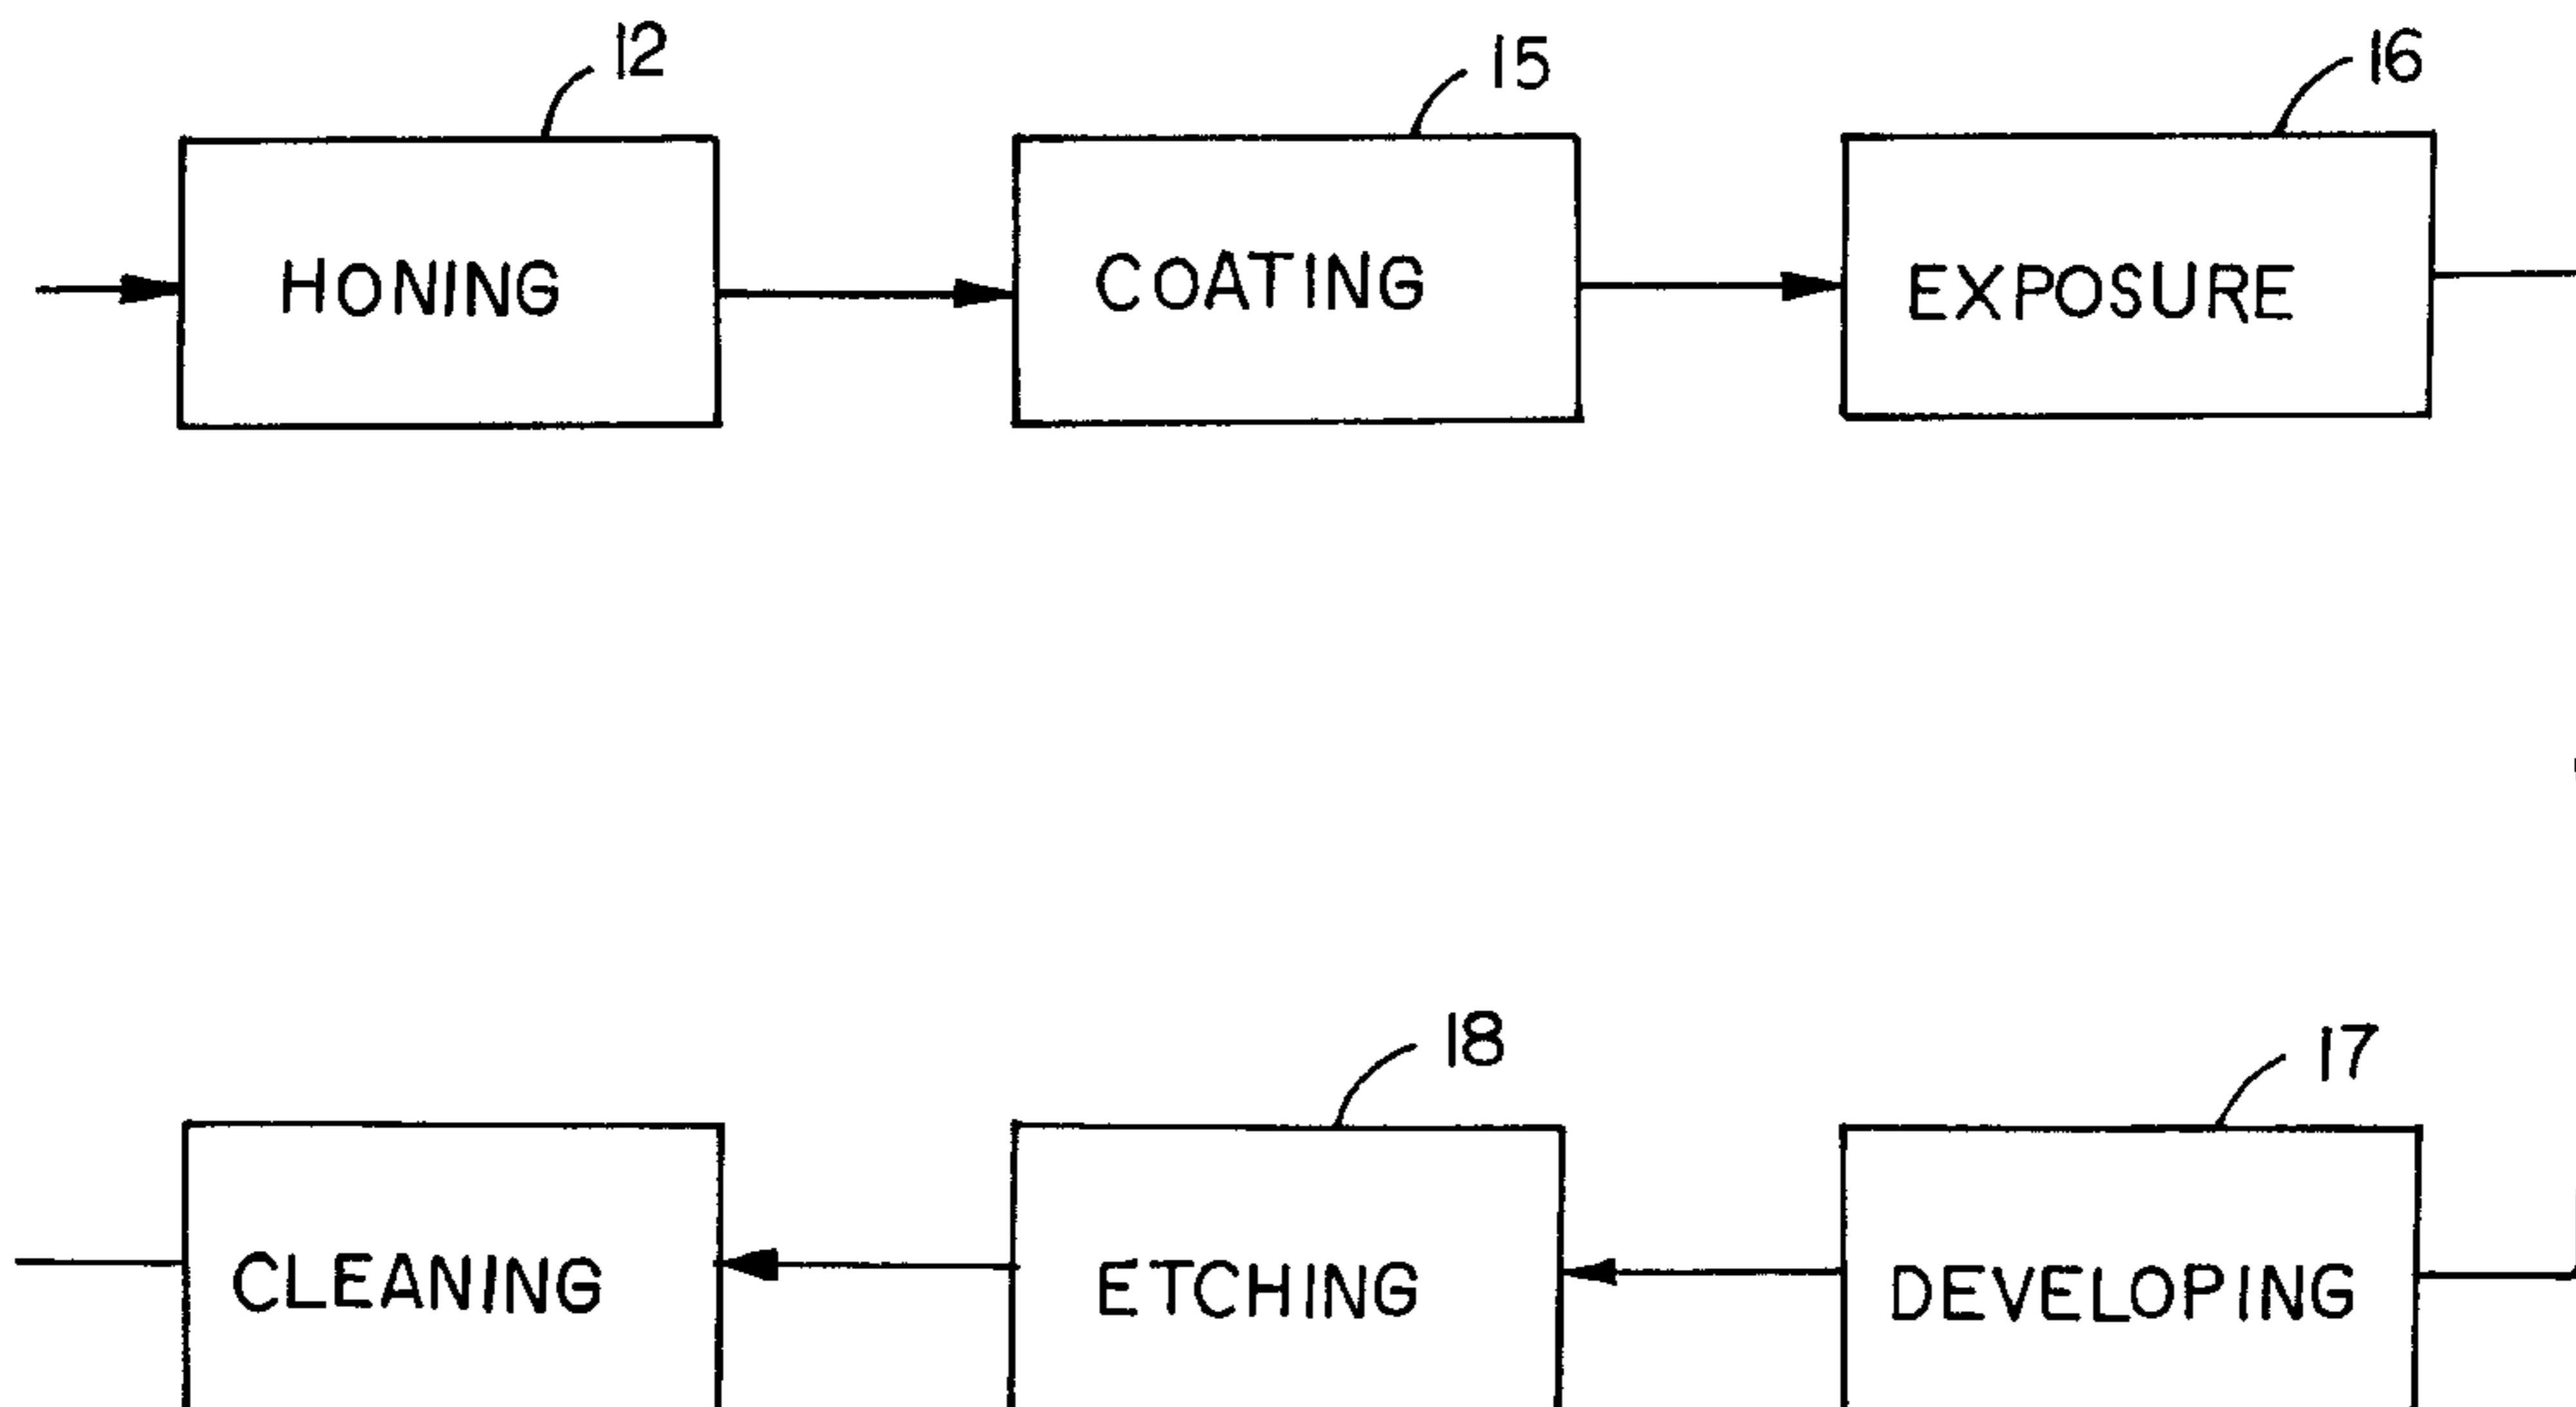 12
15
16
HONING
COATING
EXPOSURE
18
17
CLEANING
ETCHING
DEVELOPING